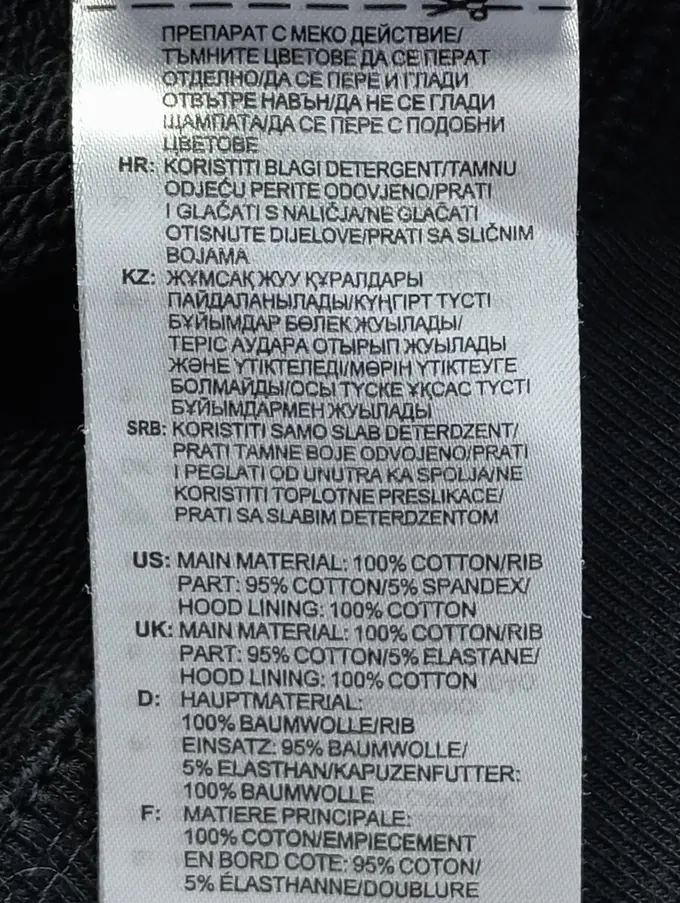 ПРЕПАРАТ С МЕКО ДЕЙСТВИЕ/
ТЪМНИТЕ ЦВЕТОВЕ ДА СЕ ПЕРАТ
ОТДЕЛНО/ДА СЕ ПЕРЕ И ГЛАДИ
ОТВЪТРЕ НАВЪН/ДА НЕ СЕ ГЛАДИ
ЩАМПАТА/ДА СЕ ПЕРЕ С ПОДОБНИ
ЦВЕТОВЕ
HR: KORISTITI BLAGI DETERGENT/TAMNU
ODJEĆU PERITE ODOVJENO/PRATI
I GLAČATI S NALIČJA/NE GLAČATI
OTISNUTE DIJELOVE/PRATI SA SLIČNIM
BOJAMA
KZ: ЖҰМСАҚ ЖУУ ҚҰРАЛДАРЫ
ПАЙДАЛАНЫЛАДЫ/КҮҢГІРТ ТҮСТІ
БҰЙЫМДАР БӨЛЕК ЖУЫЛАДЫ/
ТЕРІС АУДАРА ОТЫРЫП ЖУЫЛАДЫ
ЖӘНЕ ҮТІКТЕЛЕДІ/МӨРІН ҮТІКТЕУГЕ
БОЛМАЙДЫ/ОСЫ ТҮСКЕ ҰҚСАС ТҮСТІ
БҰЙЫМДАРМЕН ЖУЫЛАДЫ
SRB: KORISTITI SAMO SLAB DETERDZENT/
PRATI TAMNE BOJE ODVOJENO/PRATI
I PEGLATI OD UNUTRA KA SPOLJA/NE
KORISTITI TOPLOTNE PRESLIKACE/
PRATI SA SLABIM DETERDZENTOM
US: MAIN MATERIAL: 100% COTTON/RIB
PART: 95% COTTON/5% SPANDEX/
HOOD LINING: 100% COTTON
UK: MAIN MATERIAL: 100% COTTON/RIB
PART: 95% COTTON/5% ELASTANE/
HOOD LINING: 100% COTTON
D: HAUPTMATERIAL:
100% BAUMWOLLE/RIB
EINSATZ: 95% BAUMWOLLE/
5% ELASTHAN/KAPUZENFUTTER:
100% BAUMWOLLE
F: MATIERE PRINCIPALE:
100% COTON/EMPIECEMENT
EN BORD COTE: 95% COTON/
5% ÉLASTHANNE/DOUBLURE